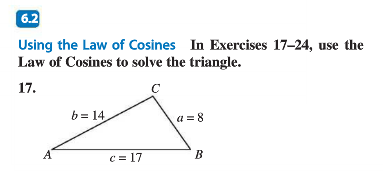 6.2
Using the Law of Cosines In Exercises 17–24, use the
Law of Cosines to solve the triangle.
17.
C
b = 14
a = 8
A
c = 17
B